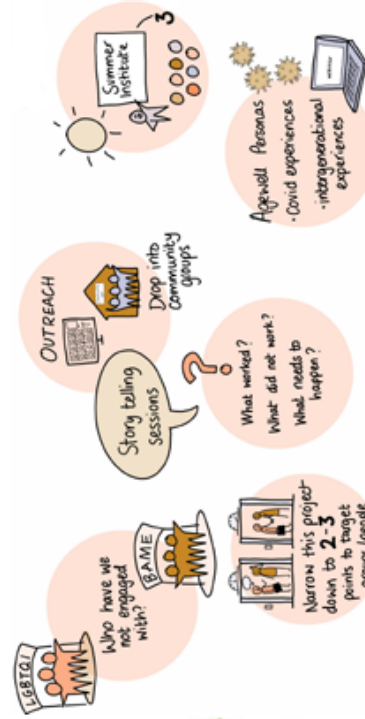 LGBTQI
Who have we
not engaged
with?
BAME
OUTREACH
Drop into
community
groups
Story telling
sessions
Summer
Institute
3
Narrow this project
down to 2-3
points to target
What worked?
What did not work?
What needs to
happen?
Agewell Personas
· Covid experiences
· intergenerational
experiences